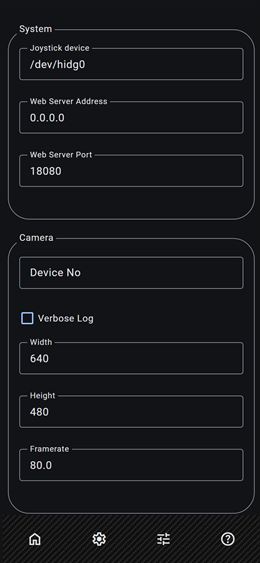 System
Joystick device
/dev/hidg0
Web Server Address
0.0.0.0
Web Server Port
18080
Camera
Device No
Verbose Log
Width
640
Height
480
Framerate
80.0